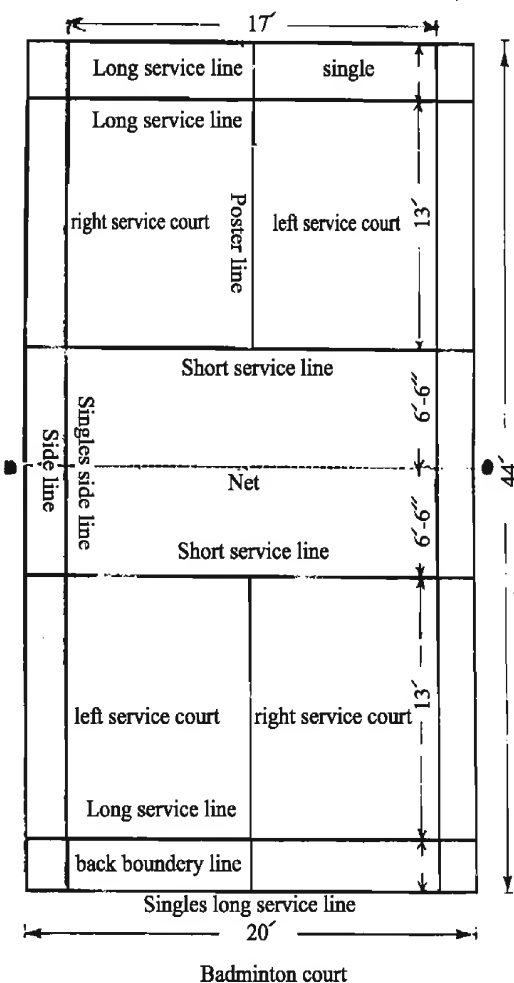 17′
Long service line single
Long service line
right service court Poster line left service court 13′
Short service line
6′-6″
Side line Singles side line
44′
Net
6′-6″
Short service line
left service court right service court 13′
Long service line
back boundery line
Singles long service line
20′
Badminton court